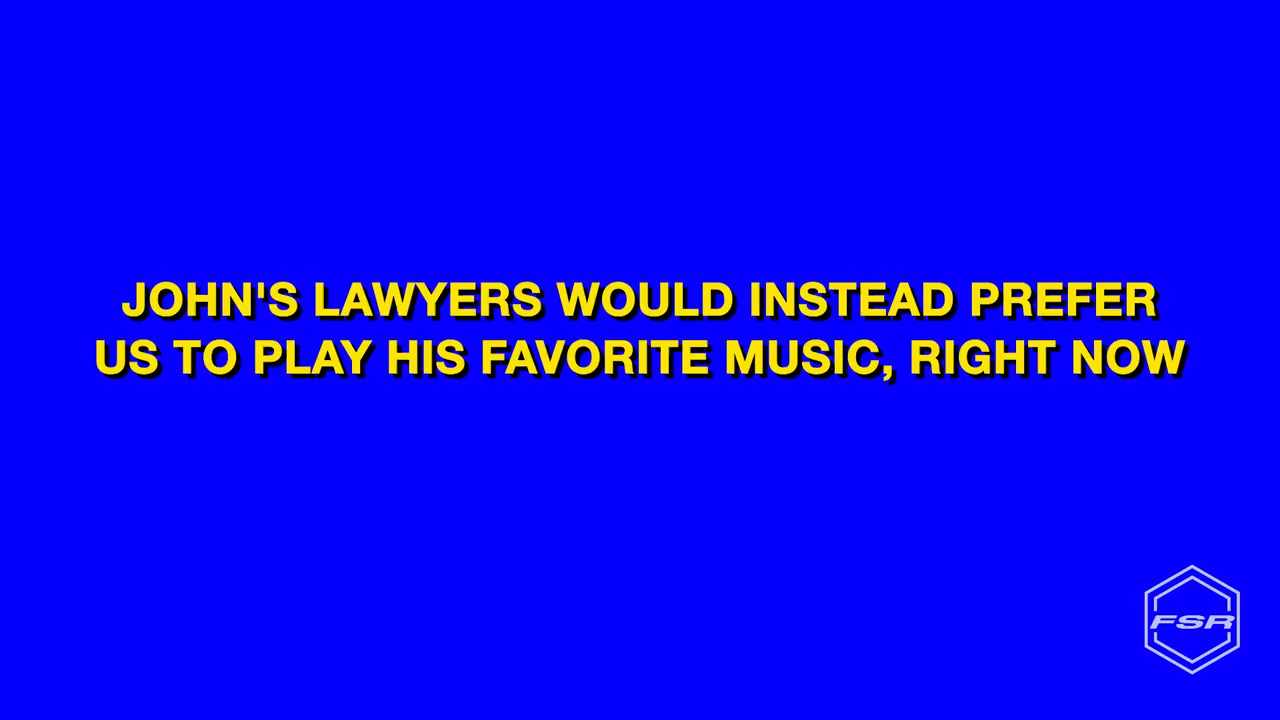 JOHN'S LAWYERS WOULD INSTEAD PREFER
US TO PLAY HIS FAVORITE MUSIC, RIGHT NOW
FSR